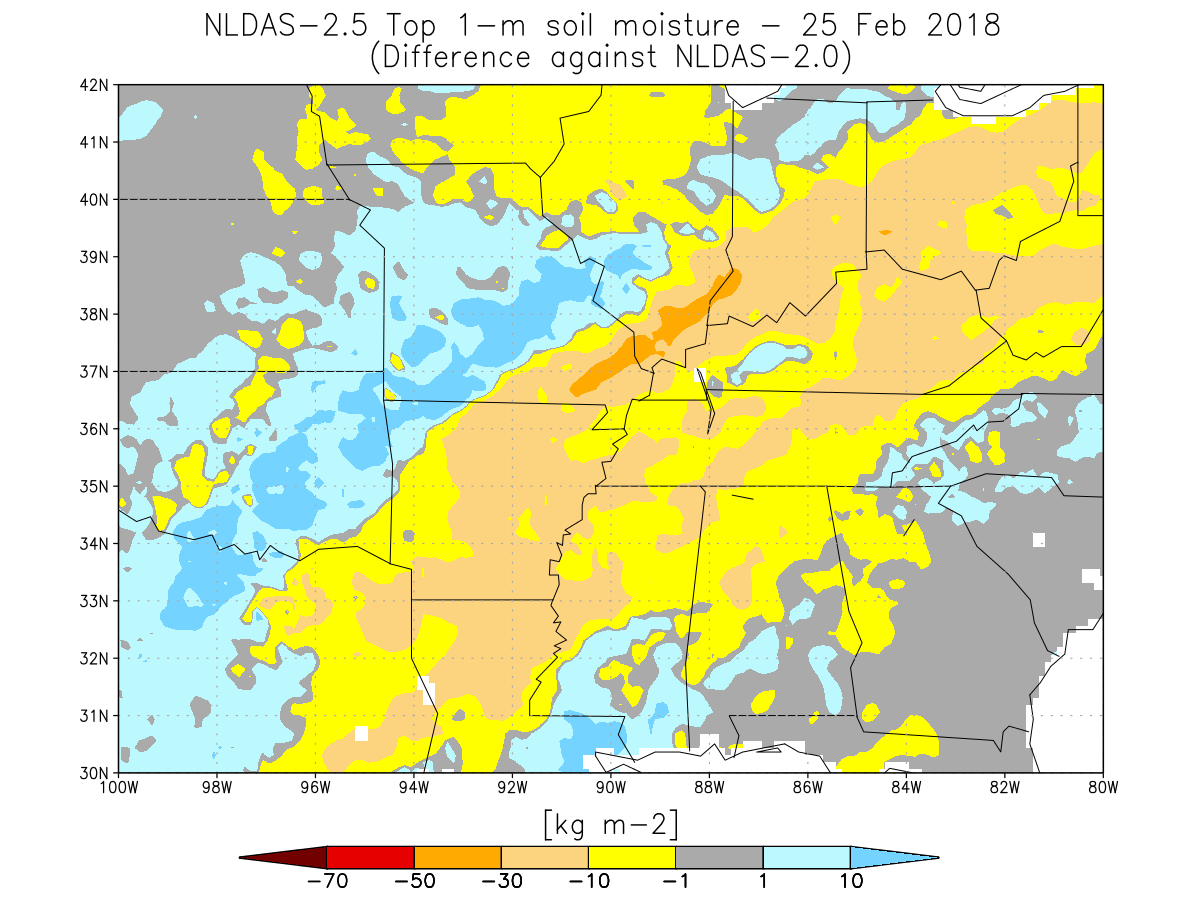 NLDAS-2.5 Top 1-m soil moisture - 25 Feb 2018
(Difference against NLDAS-2.0)
42N
41N
40N
39N
38N
37N
36N
35N
34N
33N
32N
31N
30N
100W 98W 96W 94W 92W 90W 88W 86W 84W 82W 80W
[kg m-2]
-70 -50 -30 -10 -1 1 10